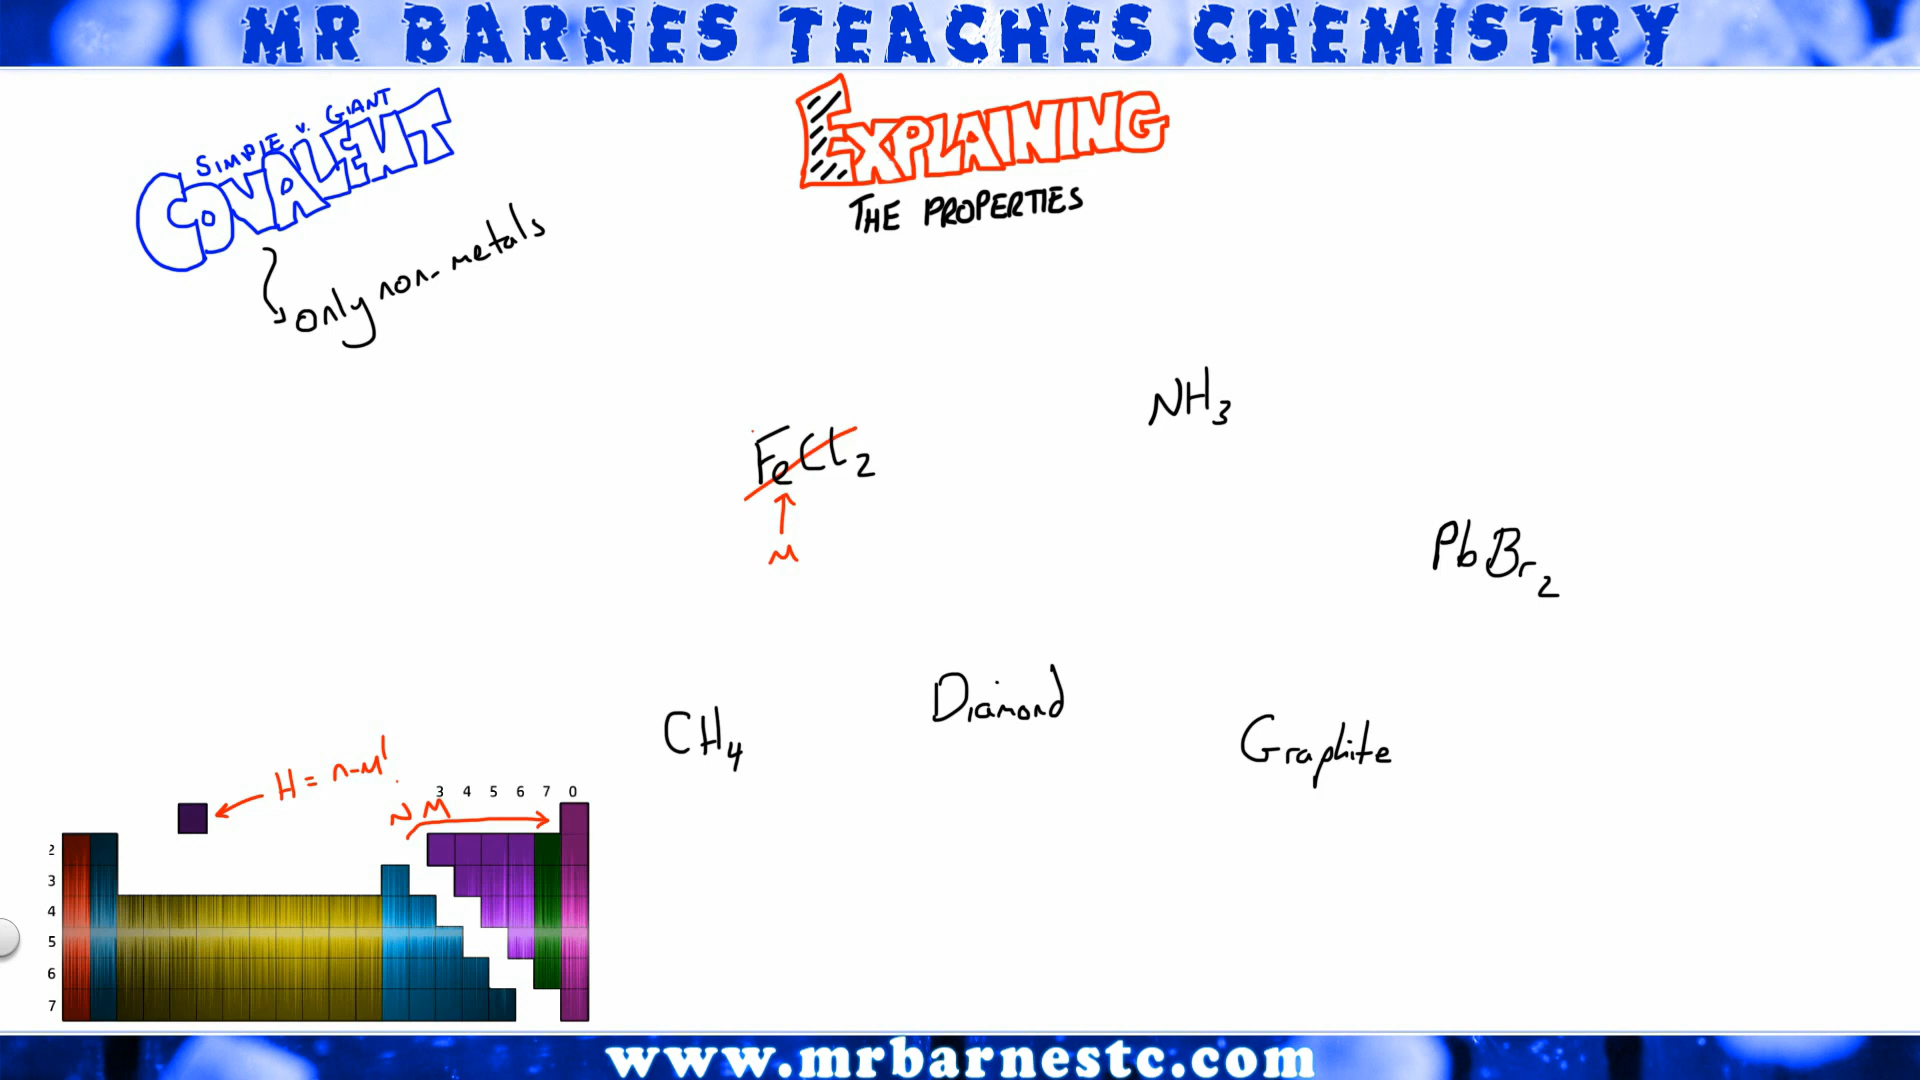 MR BARNES TEACHES CHEMISTRY
SIMPLE v. GIANT
COVALENT
only non-metals
EXPLAINING
THE PROPERTIES
NH3
FeCl2
M
PbBr2
Diamond
CH4
Graphite
H = n-M!
NM
3 4 5 6 7 0
2
3
4
5
6
7
www.mrbarnestc.com